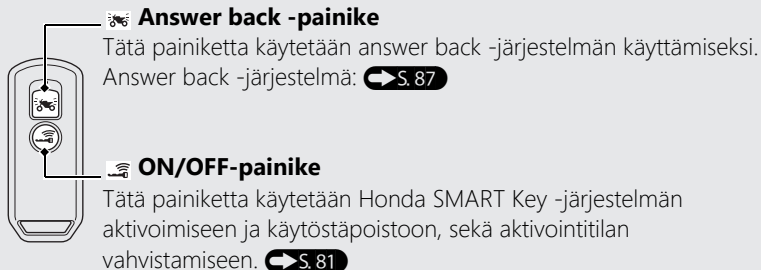 Answer back -painike
Tätä painiketta käytetään answer back -järjestelmän käyttämiseksi.
Answer back -järjestelmä: S. 87
ON/OFF-painike
Tätä painiketta käytetään Honda SMART Key -järjestelmän
aktivoimiseen ja käytöstäpoistoon, sekä aktivointitilan
vahvistamiseen. S. 81